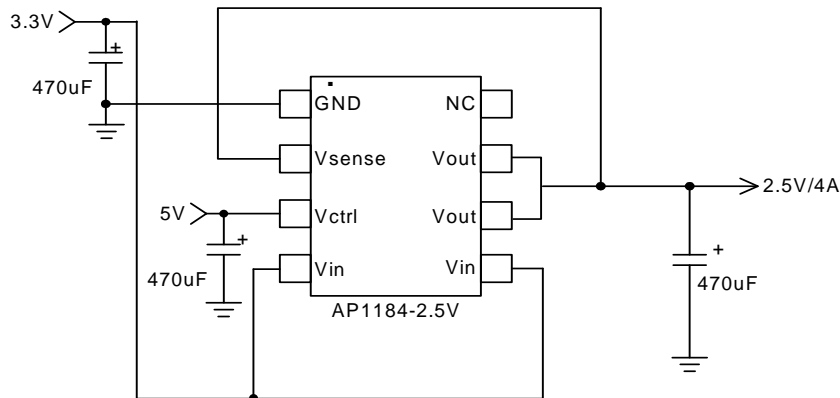 3.3V
+
470uF
GND NC
Vsense Vout
5V Vctrl Vout 2.5V/4A
+
470uF
Vin Vin
+
470uF
AP1184-2.5V